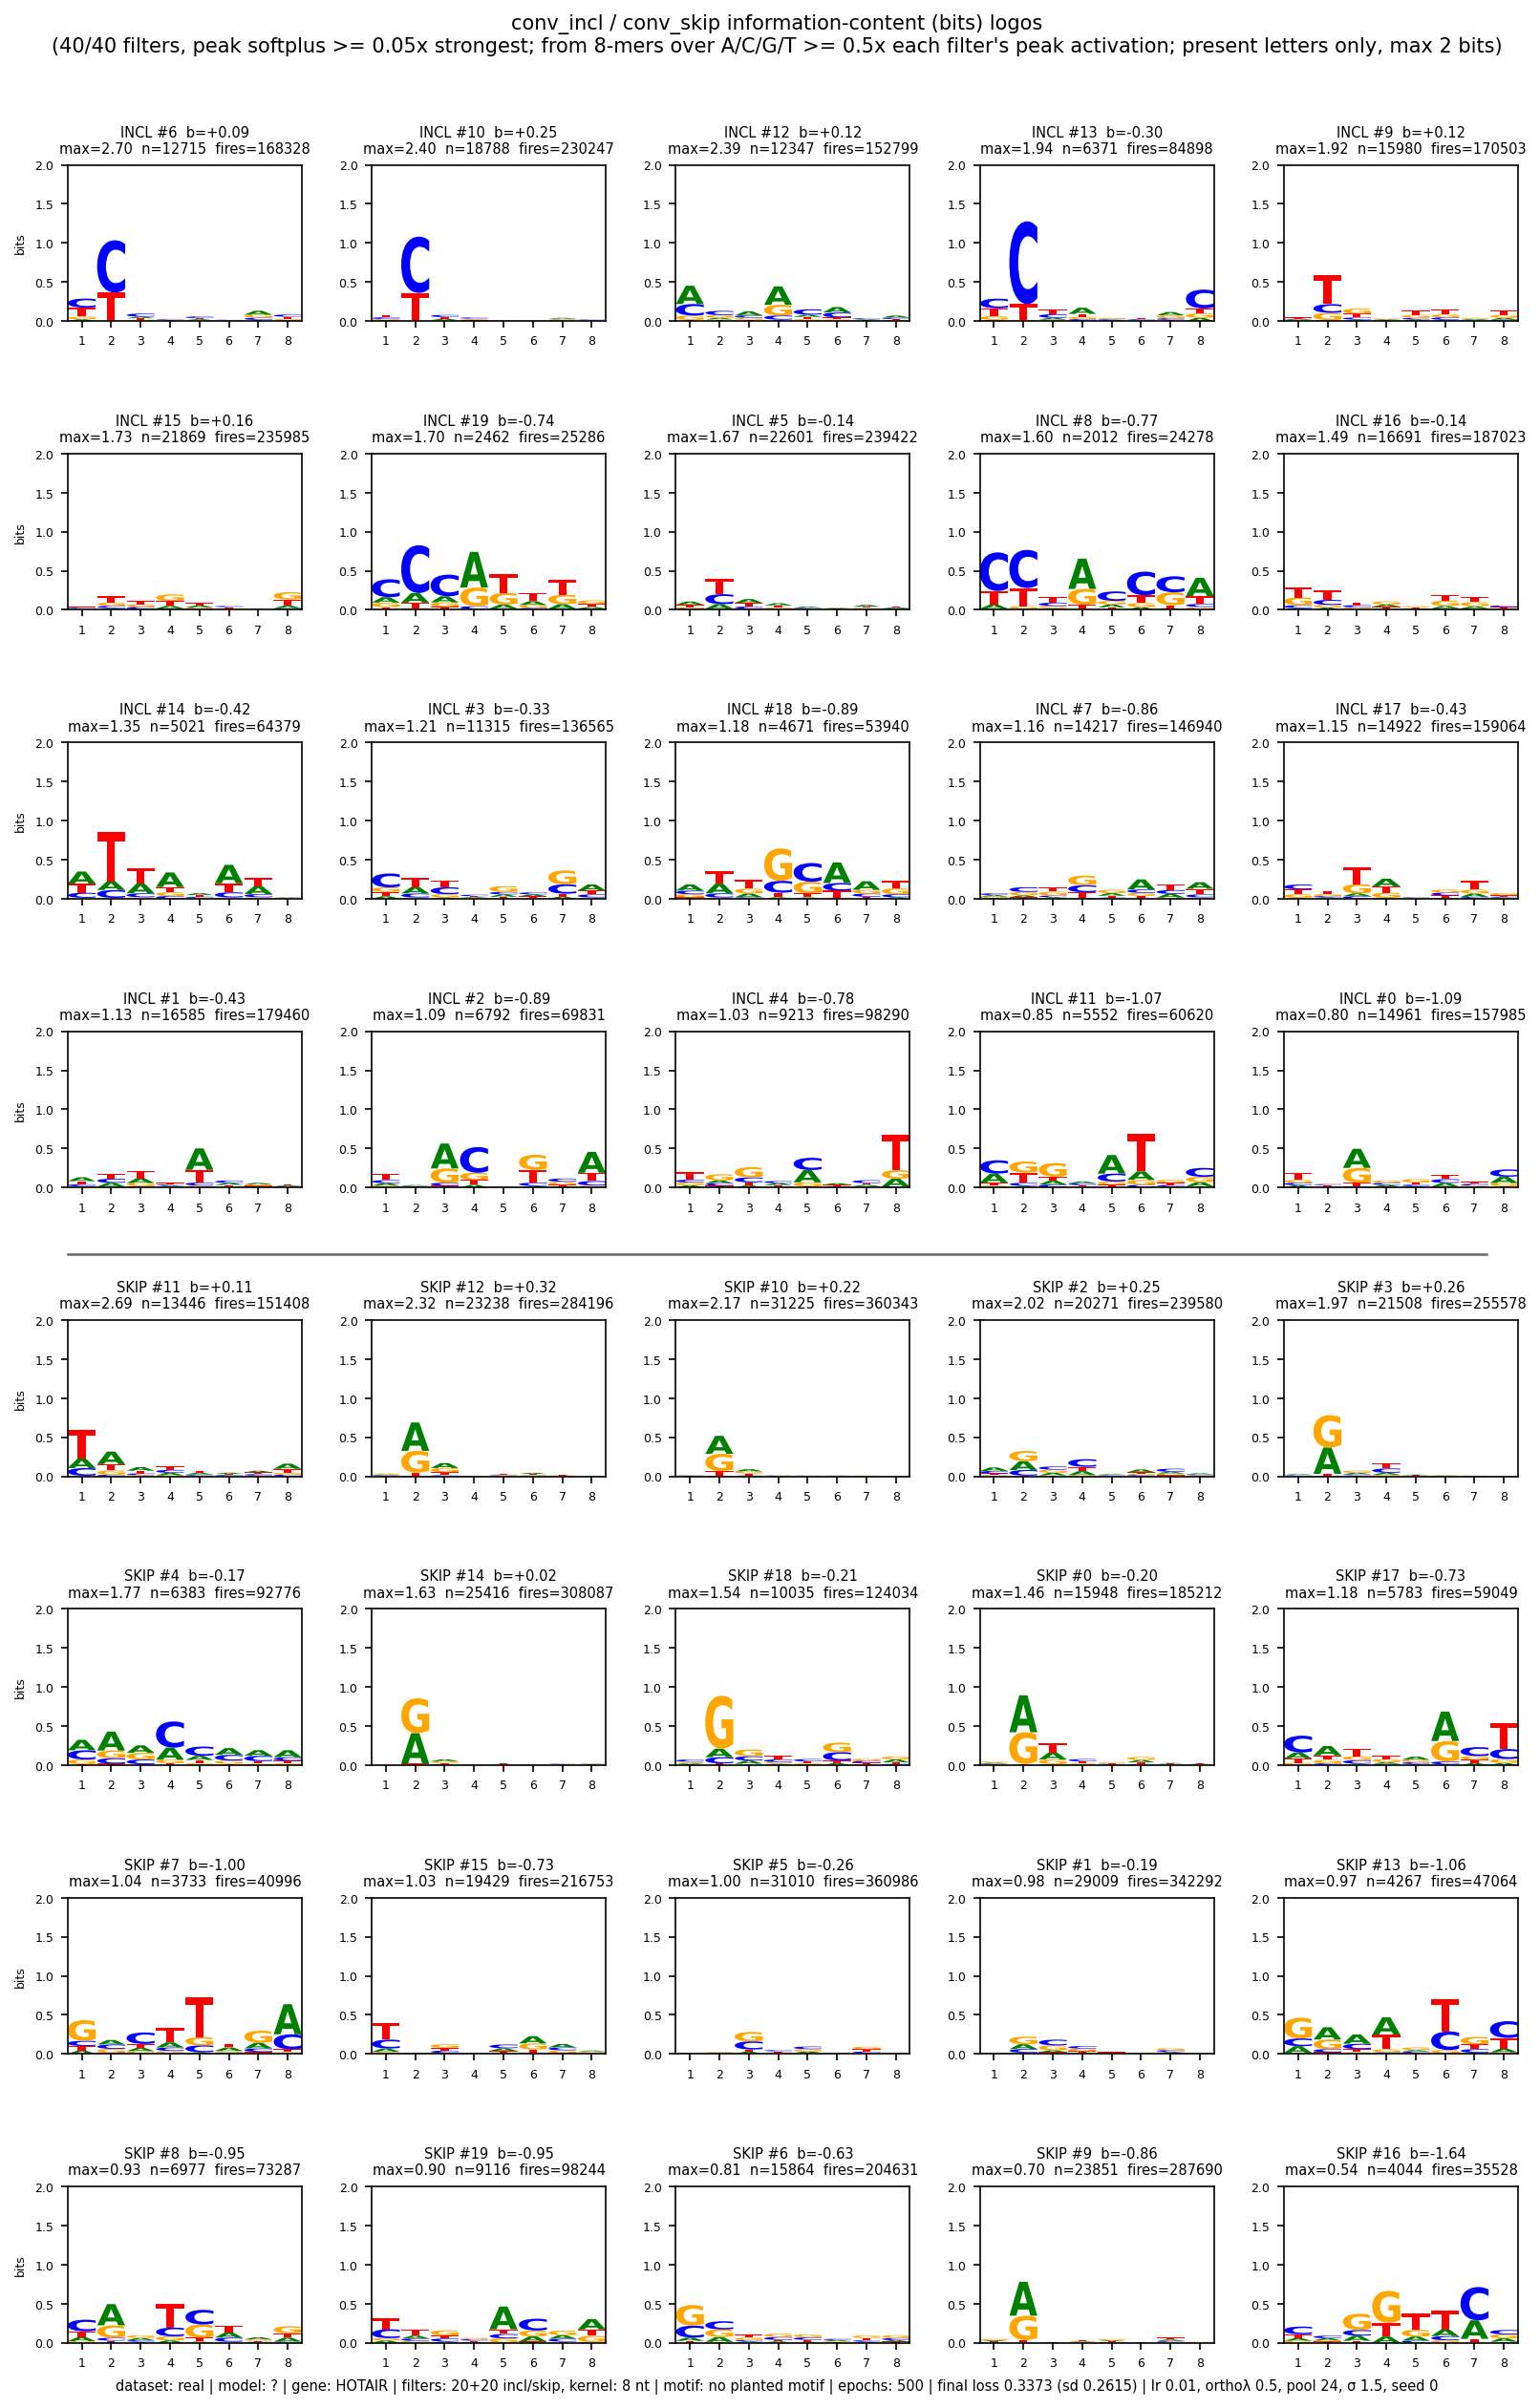 conv_incl / conv_skip information-content (bits) logos
(40/40 filters, peak softplus >= 0.05x strongest; from 8-mers over A/C/G/T >= 0.5x each filter's peak activation; present letters only, max 2 bits)
INCL #6 b=+0.09
max=2.70 n=12715 fires=168328
INCL #10 b=+0.25
max=2.40 n=18788 fires=230247
INCL #12 b=+0.12
max=2.39 n=12347 fires=152799
INCL #13 b=-0.30
max=1.94 n=6371 fires=84898
INCL #9 b=+0.12
max=1.92 n=15980 fires=170503
bits
INCL #15 b=+0.16
max=1.73 n=21869 fires=235985
INCL #19 b=-0.74
max=1.70 n=2462 fires=25286
INCL #5 b=-0.14
max=1.67 n=22601 fires=239422
INCL #8 b=-0.77
max=1.60 n=2012 fires=24278
INCL #16 b=-0.14
max=1.49 n=16691 fires=187023
bits
INCL #14 b=-0.42
max=1.35 n=5021 fires=64379
INCL #3 b=-0.33
max=1.21 n=11315 fires=136565
INCL #18 b=-0.89
max=1.18 n=4671 fires=53940
INCL #7 b=-0.86
max=1.16 n=14217 fires=146940
INCL #17 b=-0.43
max=1.15 n=14922 fires=159064
bits
INCL #1 b=-0.43
max=1.13 n=16585 fires=179460
INCL #2 b=-0.89
max=1.09 n=6792 fires=69831
INCL #4 b=-0.78
max=1.03 n=9213 fires=98290
INCL #11 b=-1.07
max=0.85 n=5552 fires=60620
INCL #0 b=-1.09
max=0.80 n=14961 fires=157985
bits
SKIP #11 b=+0.11
max=2.69 n=13446 fires=151408
SKIP #12 b=+0.32
max=2.32 n=23238 fires=284196
SKIP #10 b=+0.22
max=2.17 n=31225 fires=360343
SKIP #2 b=+0.25
max=2.02 n=20271 fires=239580
SKIP #3 b=+0.26
max=1.97 n=21508 fires=255578
bits
SKIP #4 b=-0.17
max=1.77 n=6383 fires=92776
SKIP #14 b=+0.02
max=1.63 n=25416 fires=308087
SKIP #18 b=-0.21
max=1.54 n=10035 fires=124034
SKIP #0 b=-0.20
max=1.46 n=15948 fires=185212
SKIP #17 b=-0.73
max=1.18 n=5783 fires=59049
bits
SKIP #7 b=-1.00
max=1.04 n=3733 fires=40996
SKIP #15 b=-0.73
max=1.03 n=19429 fires=216753
SKIP #5 b=-0.26
max=1.00 n=31010 fires=360986
SKIP #1 b=-0.19
max=0.98 n=29009 fires=342292
SKIP #13 b=-1.06
max=0.97 n=4267 fires=47064
bits
SKIP #8 b=-0.95
max=0.93 n=6977 fires=73287
SKIP #19 b=-0.95
max=0.90 n=9116 fires=98244
SKIP #6 b=-0.63
max=0.81 n=15864 fires=204631
SKIP #9 b=-0.86
max=0.70 n=23851 fires=287690
SKIP #16 b=-1.64
max=0.54 n=4044 fires=35528
bits
dataset: real | model: ? | gene: HOTAIR | filters: 20+20 incl/skip, kernel: 8 nt | motif: no planted motif | epochs: 500 | final loss 0.3373 (sd 0.2615) | lr 0.01, orthoλ 0.5, pool 24, σ 1.5, seed 0